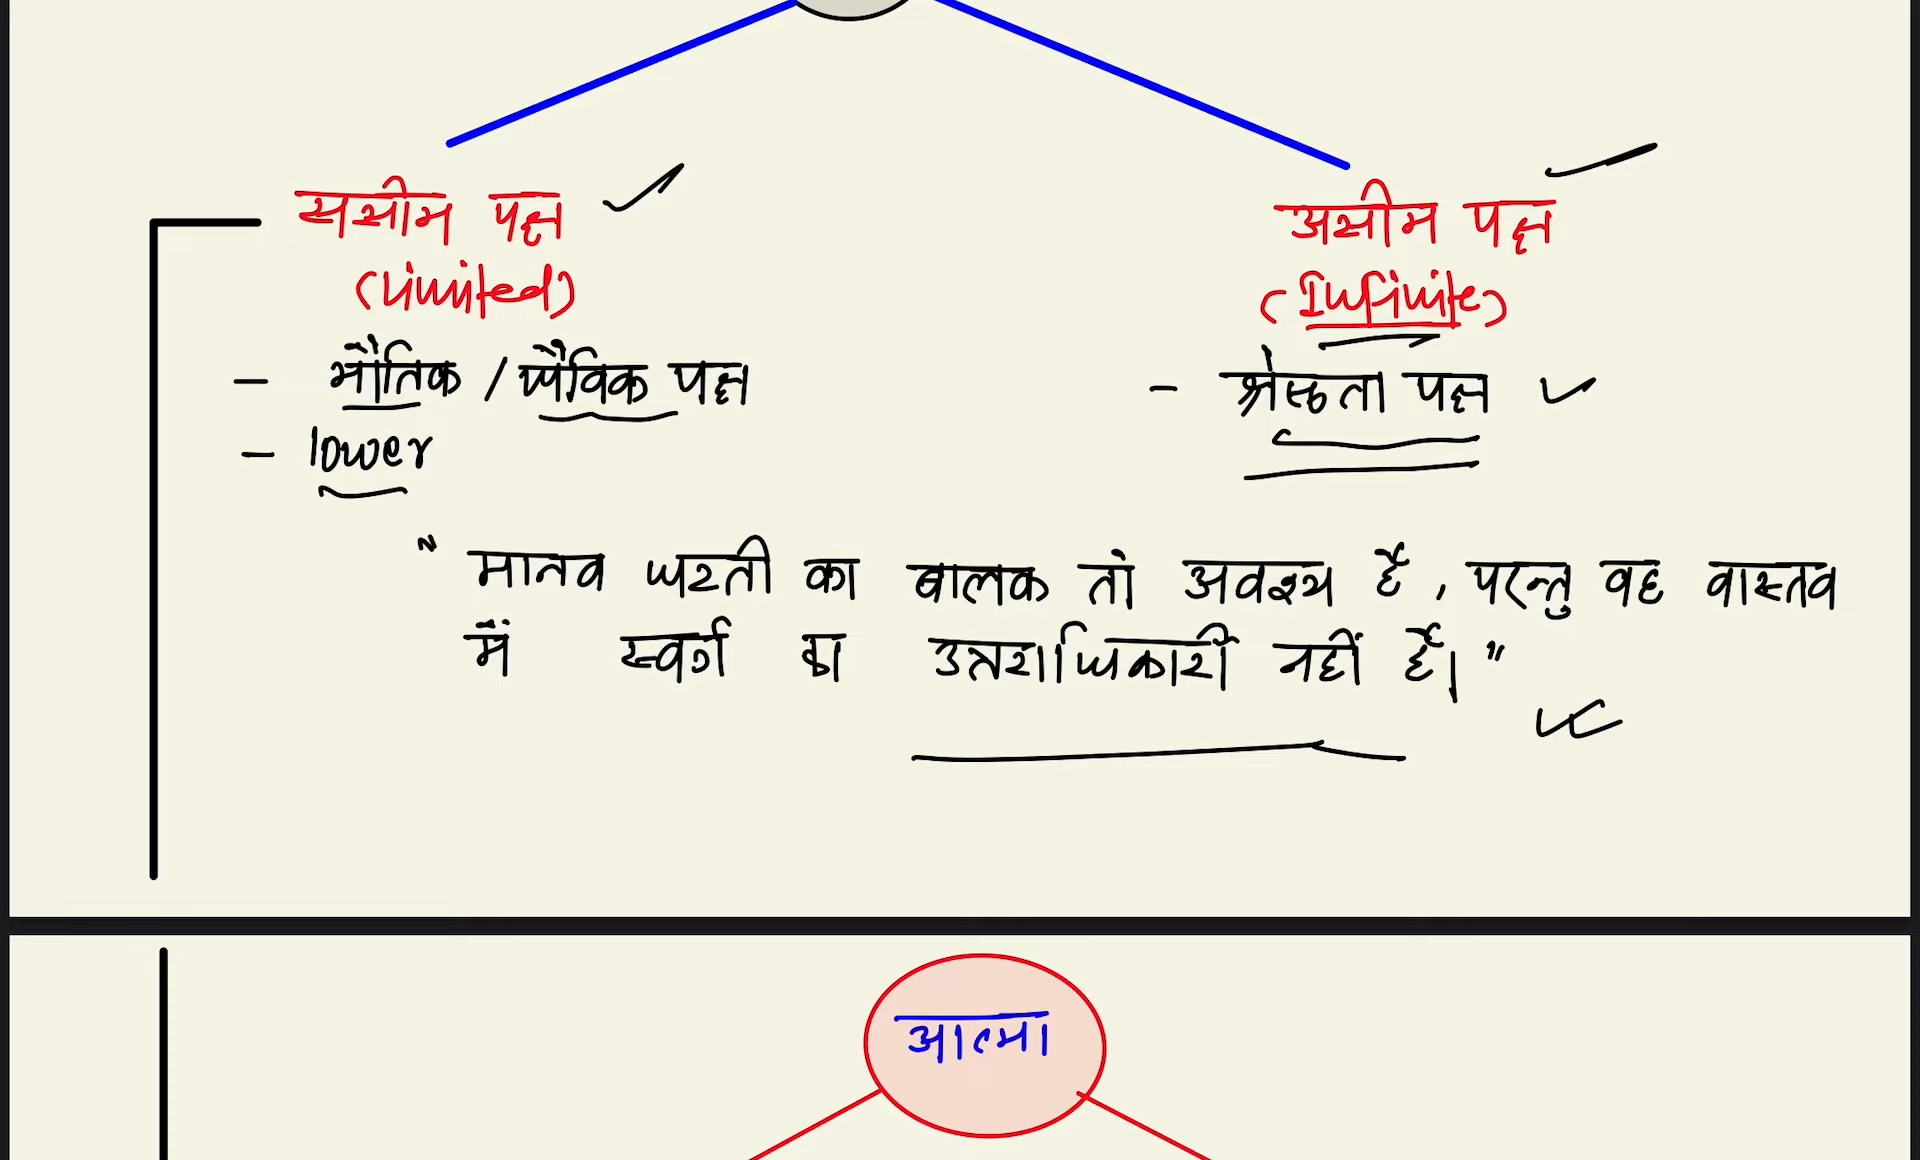 ससीम पक्ष
असीम पक्ष
(Limited)
(Infinite)
- भौतिक / जैविक पक्ष
- श्रेष्ठता पक्ष
- lower
" मानव धरती का बालक तो अवश्य है, परन्तु वह वास्तव
में स्वर्ग का उत्तराधिकारी नहीं है। "
आत्मा